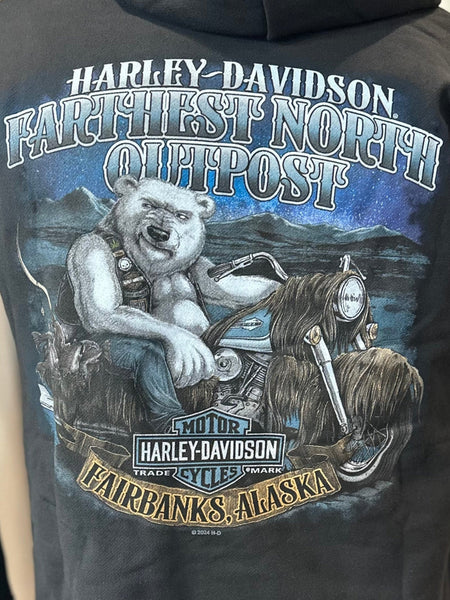 HARLEY-DAVIDSON®
FARTHEST NORTH
OUTPOST
MOTOR
HARLEY-DAVIDSON
TRADE MARK
CYCLES
FAIRBANKS, ALASKA
© 2024 H-D